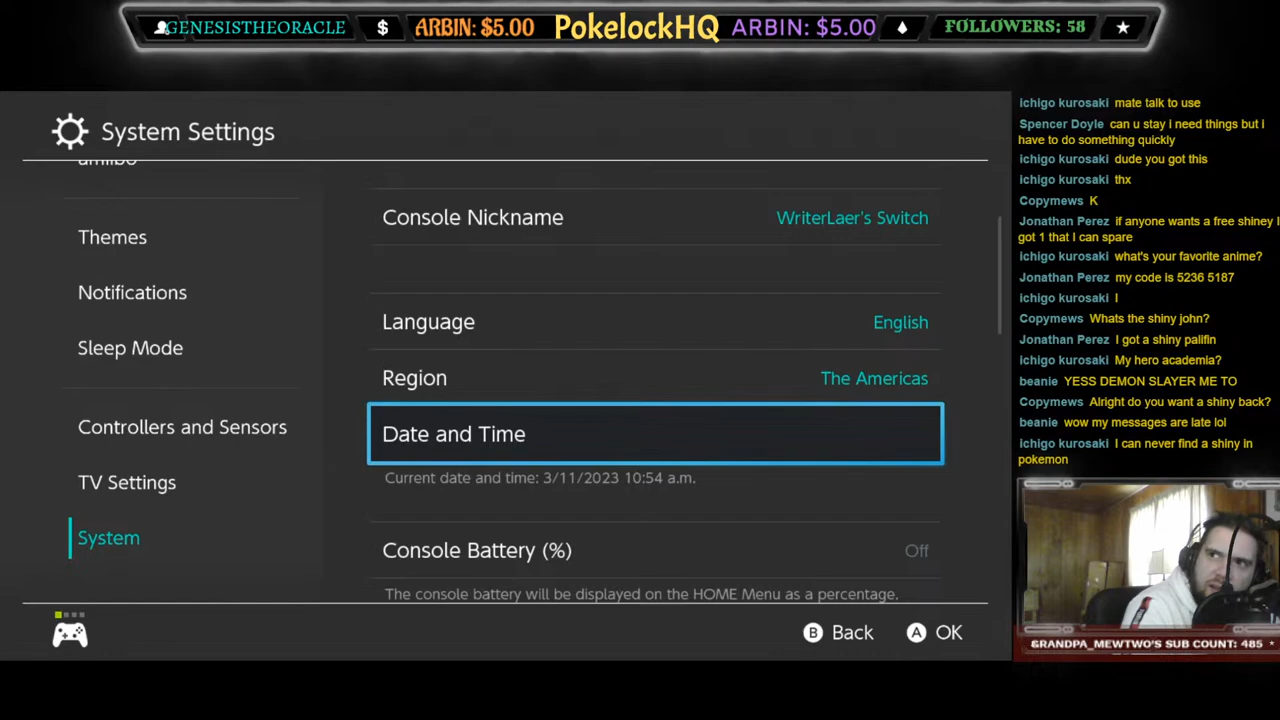 GENESISTHEORACLE
$
ARBIN: $5.00
PokelockHQ
ARBIN: $5.00
FOLLOWERS: 58
System Settings
amiibo
Themes
Notifications
Sleep Mode
Controllers and Sensors
TV Settings
System
Console Nickname
WriterLaer's Switch
Language
English
Region
The Americas
Date and Time
Current date and time: 3/11/2023 10:54 a.m.
Console Battery (%)
Off
The console battery will be displayed on the HOME Menu as a percentage.
B Back
A OK
ichigo kurosaki mate talk to use
Spencer Doyle can u stay i need things but i
have to do something quickly
ichigo kurosaki dude you got this
ichigo kurosaki thx
Copymews K
Jonathan Perez if anyone wants a free shiney I
got 1 that I can spare
ichigo kurosaki what's your favorite anime?
Jonathan Perez my code is 5236 5187
ichigo kurosaki I
Copymews Whats the shiny john?
Jonathan Perez I got a shiny palifin
ichigo kurosaki My hero academia?
beanie YESS DEMON SLAYER ME TO
Copymews Alright do you want a shiny back?
beanie wow my messages are late lol
ichigo kurosaki I can never find a shiny in
pokemon
GRANDPA_MEWTWO'S SUB COUNT: 485 *